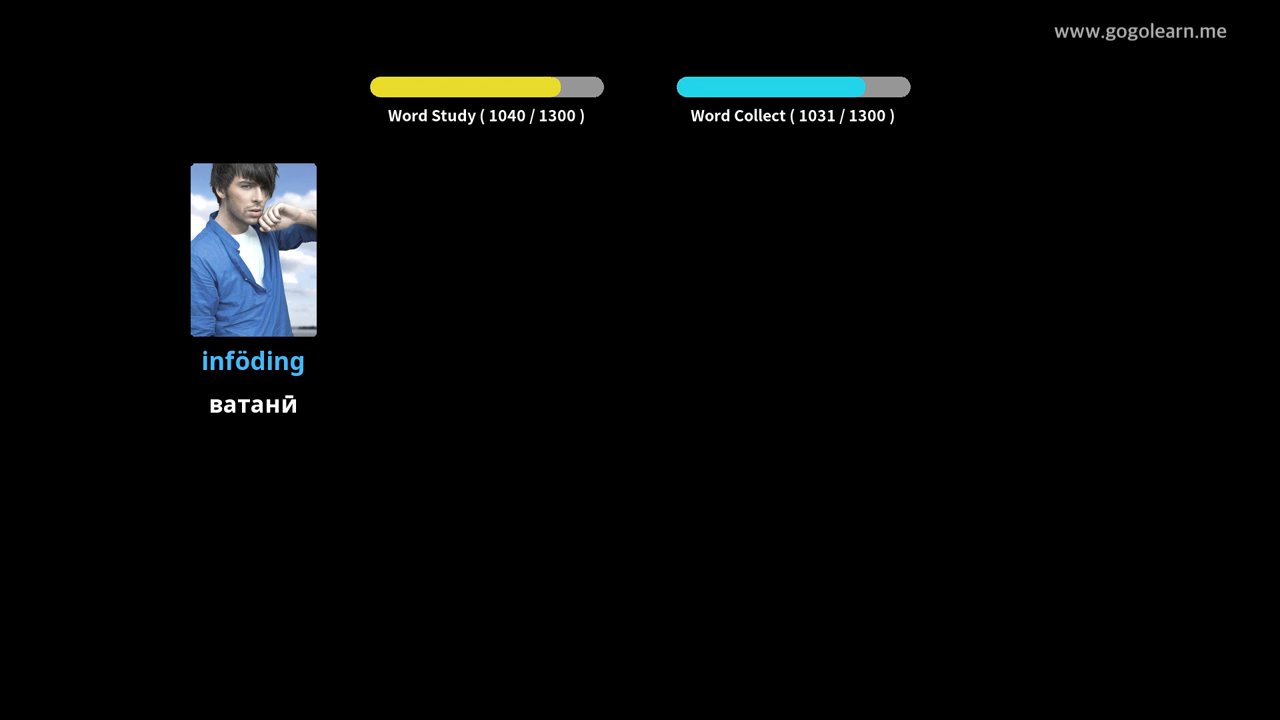 www.gogolearn.me
Word Study ( 1040 / 1300 )
Word Collect ( 1031 / 1300 )
inföding
ватанӣ